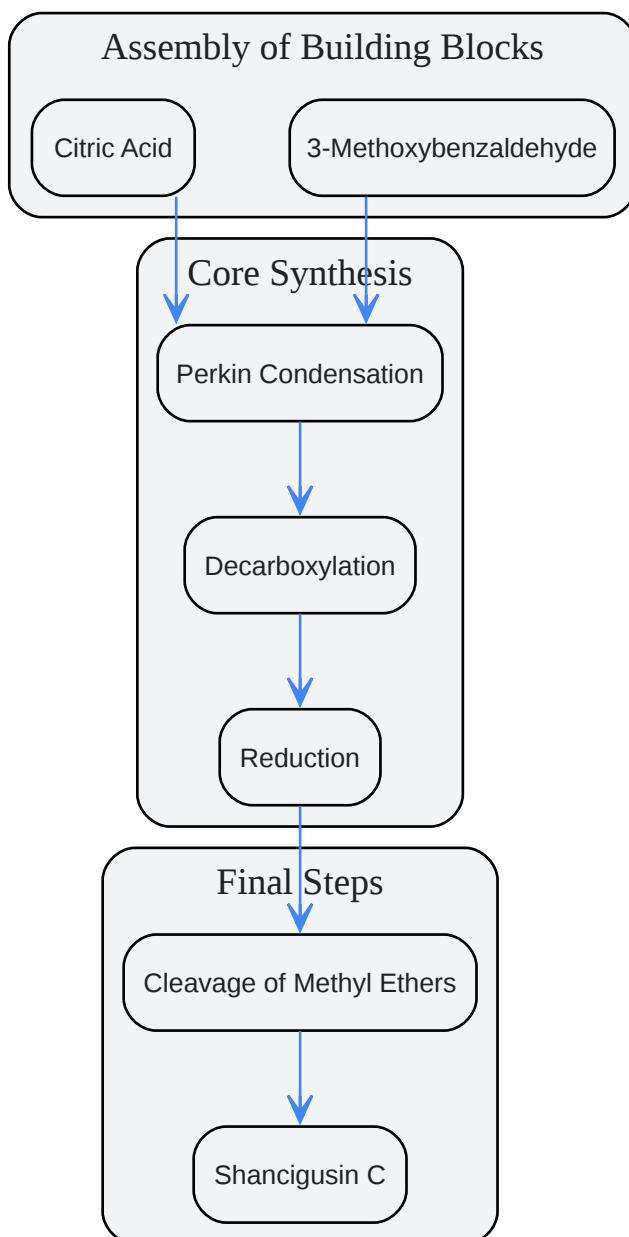 Assembly of Building Blocks
Citric Acid
3-Methoxybenzaldehyde
Core Synthesis
Perkin Condensation
Decarboxylation
Reduction
Final Steps
Cleavage of Methyl Ethers
Shancigusin C